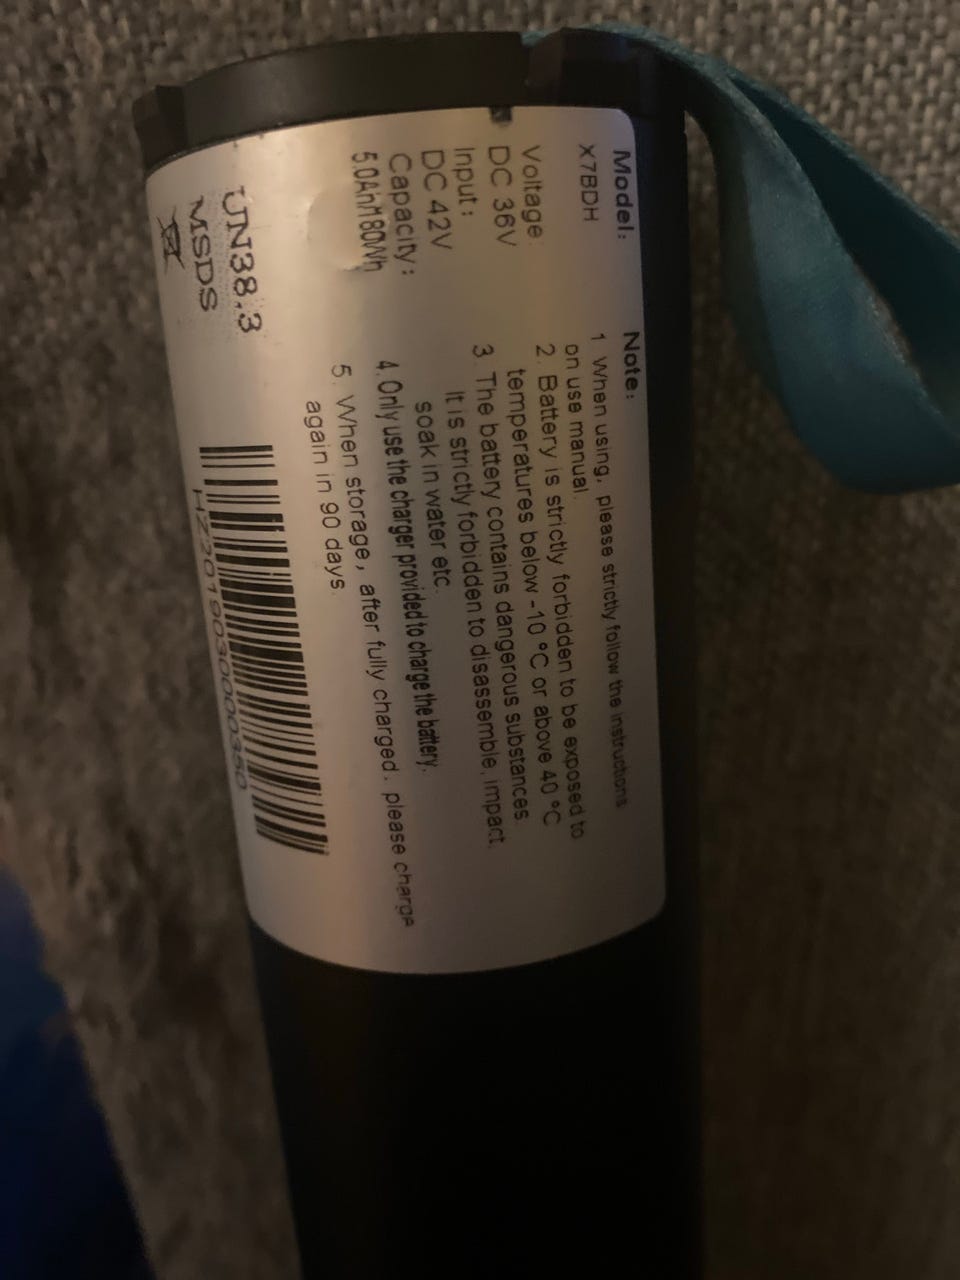 Model:
X7BDH
Voltage:
DC 36V
Input:
DC 42V
Capacity:
5.0Ah/180Wh
UN38.3
MSDS
Note:
1 When using, please strictly follow the instructions
on use manual.
2. Battery is strictly forbidden to be exposed to
temperatures below -10 °C or above 40 °C
3 The battery contains dangerous substances.
It is strictly forbidden to disassemble, impact,
soak in water etc.
4. Only use the charger provided to charge the battery.
5. When storage, after fully charged, please charge
again in 90 days.